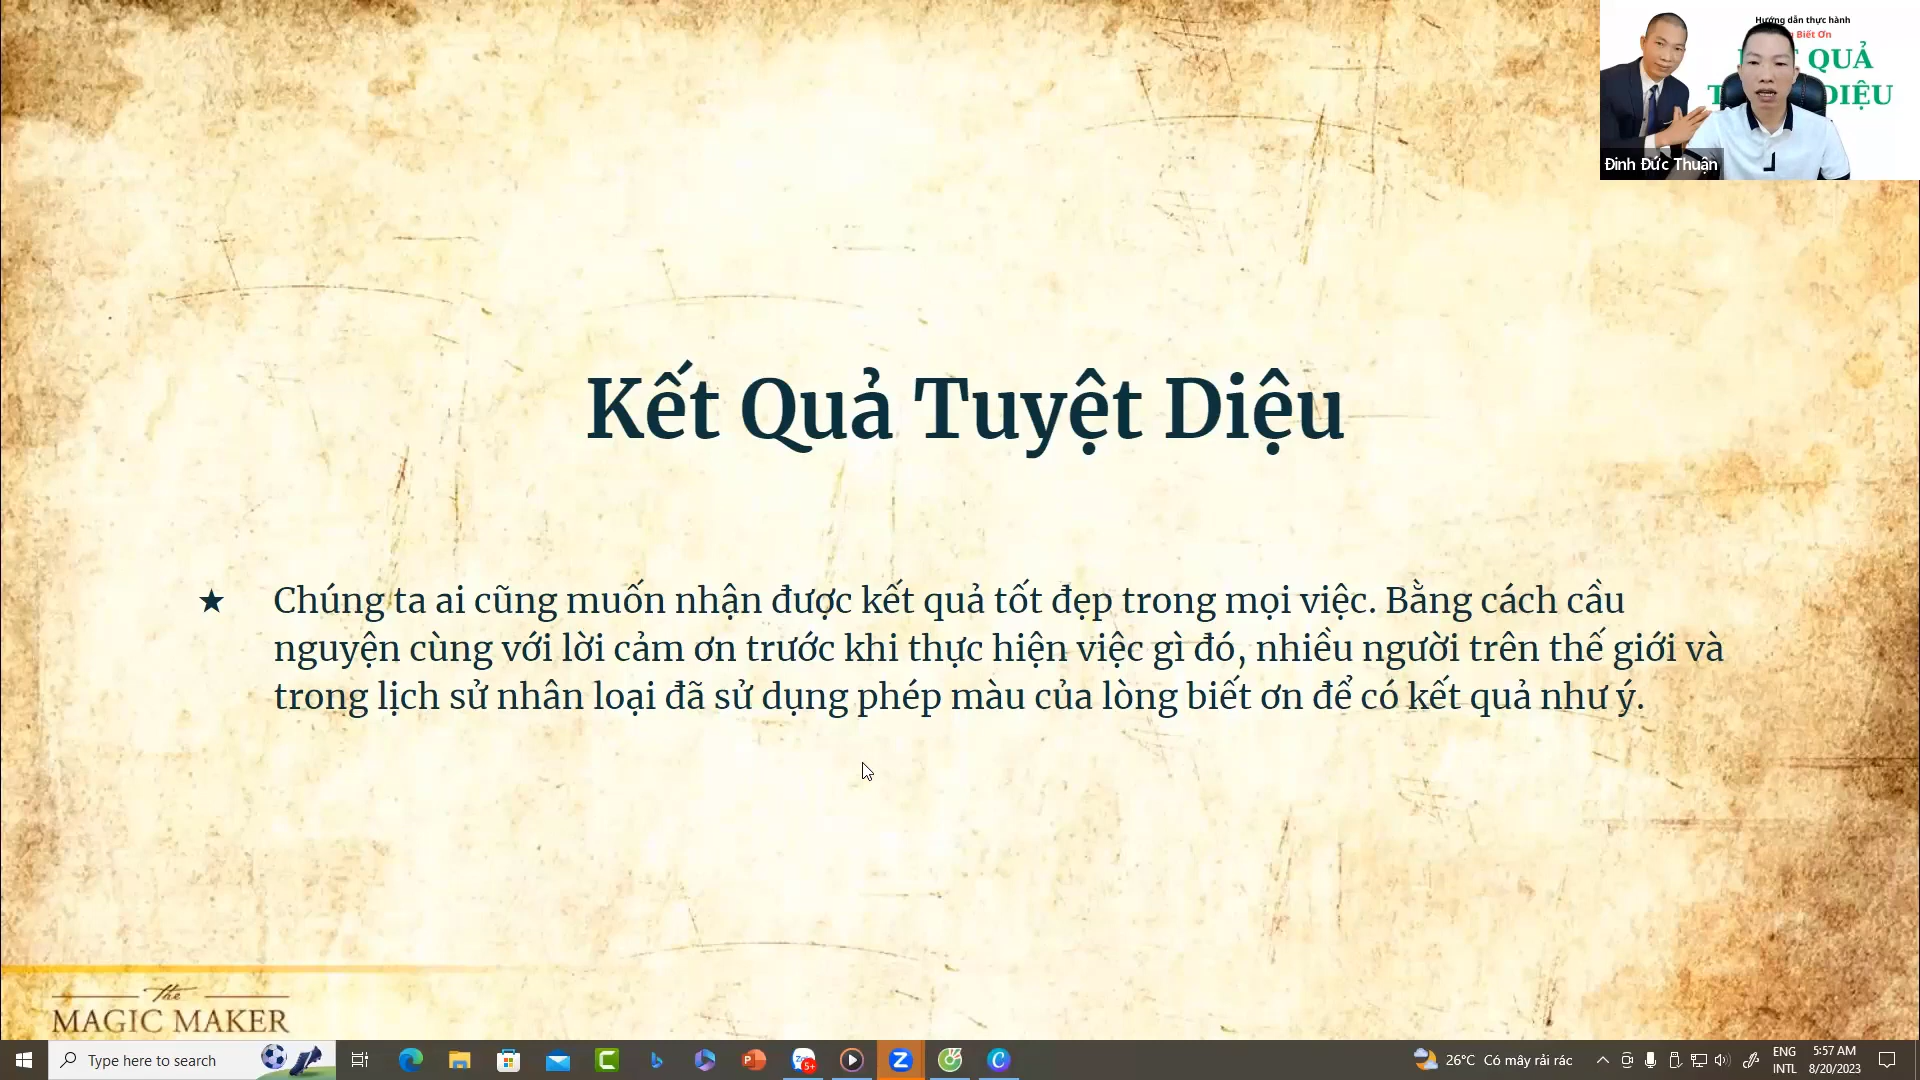 Hướng dẫn thực hành
Biết Ơn
QUẢ
DIỆU
Đinh Đức Thuận
Kết Quả Tuyệt Diệu
★ Chúng ta ai cũng muốn nhận được kết quả tốt đẹp trong mọi việc. Bằng cách cầu
nguyện cùng với lời cảm ơn trước khi thực hiện việc gì đó, nhiều người trên thế giới và
trong lịch sử nhân loại đã sử dụng phép màu của lòng biết ơn để có kết quả như ý.
The
MAGIC MAKER
Type here to search
26°C Có mây rải rác
ENG
INTL
5:57 AM
8/20/2023